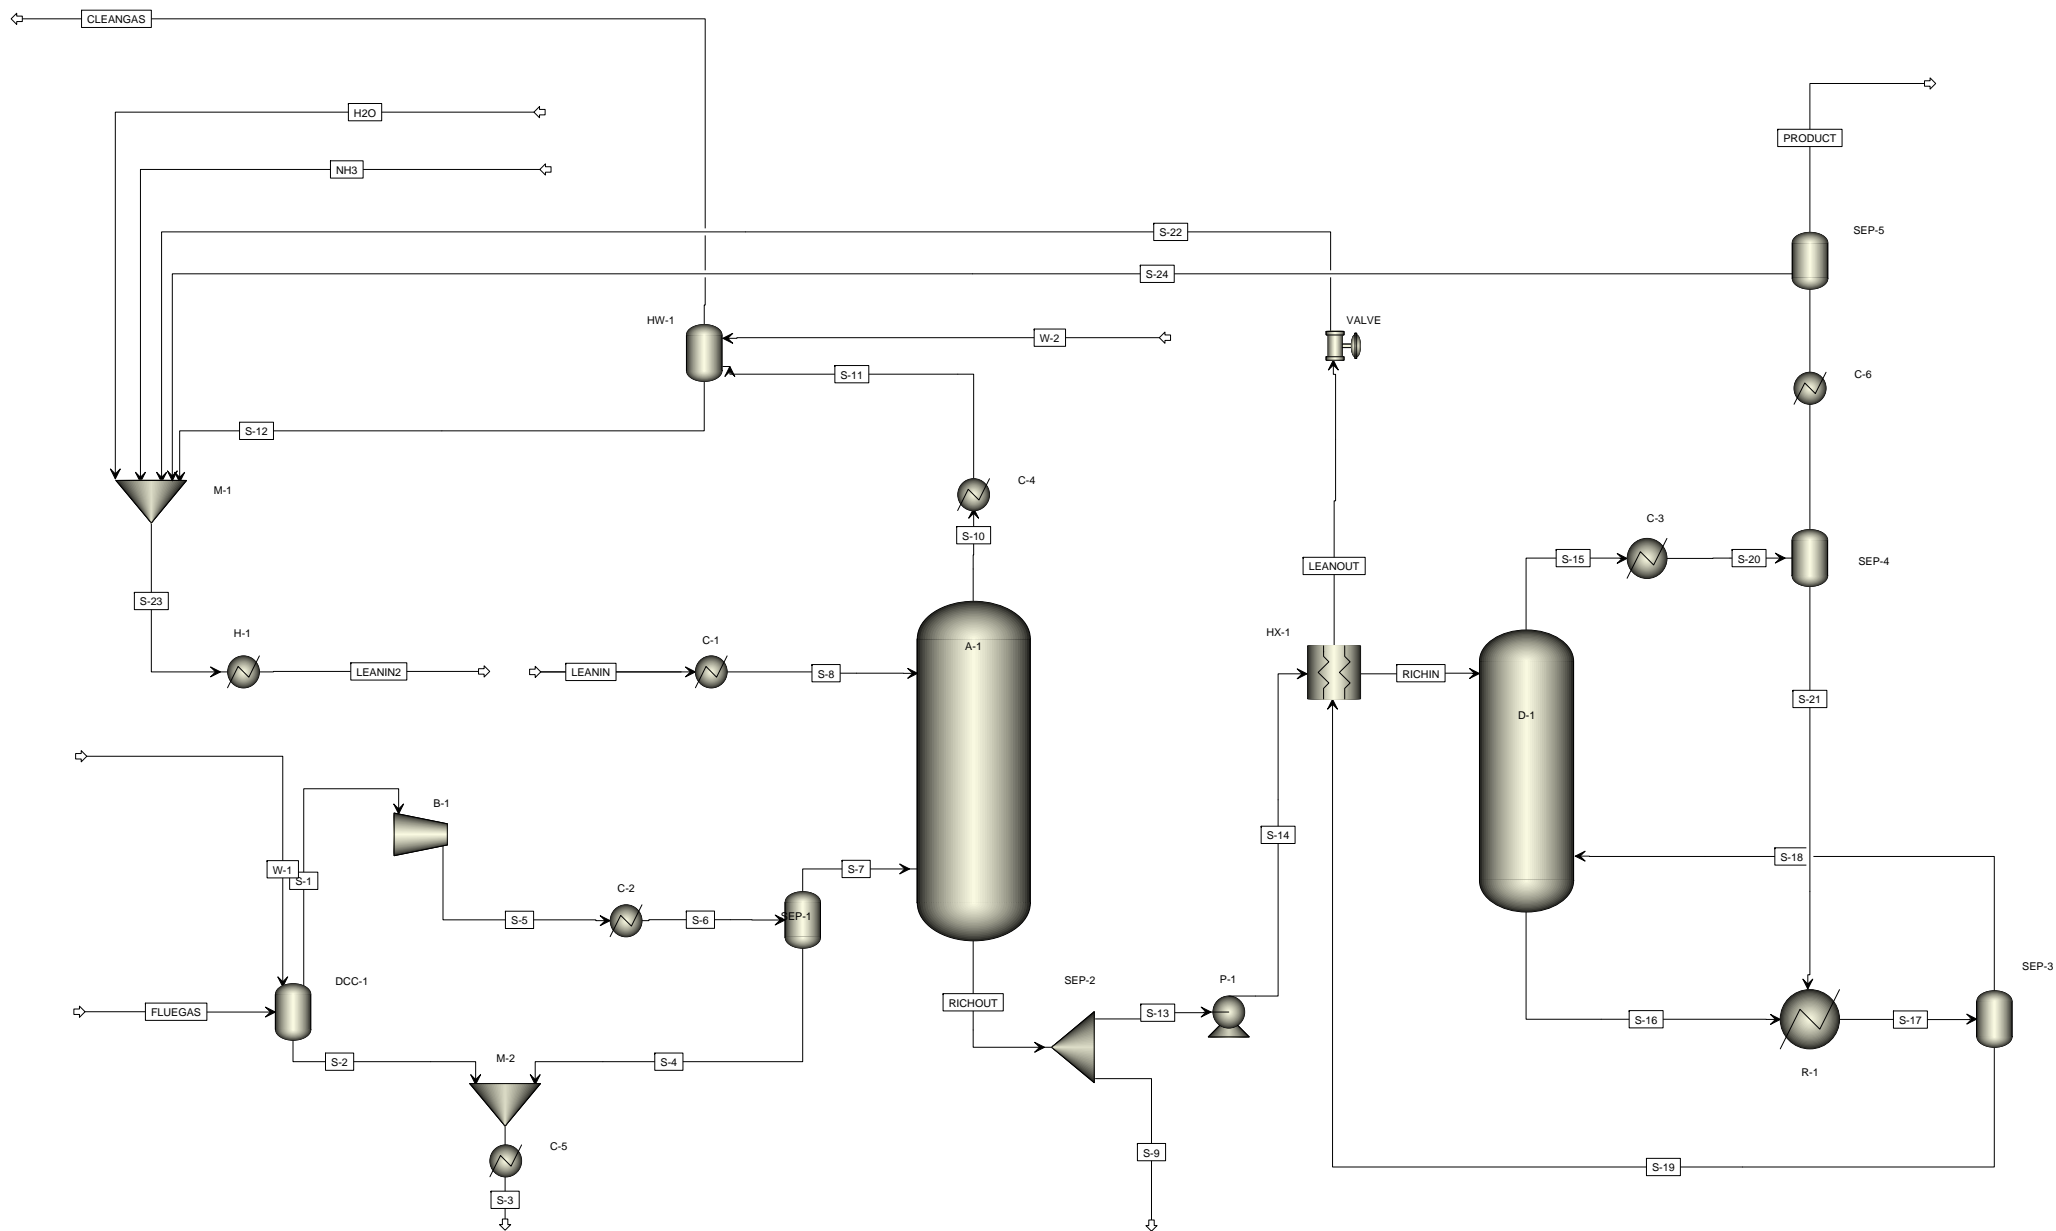 CLEANGAS
H2O
PRODUCT
NH3
S-22
SEP-5
S-24
HW-1
VALVE
W-2
S-11
C-6
S-12
M-1
C-4
C-3
S-10
S-15
S-20
SEP-4
LEANOUT
S-23
H-1
C-1
HX-1
A-1
LEANIN2
LEANIN
S-8
RICHIN
S-21
D-1
B-1
S-14
S-18
W-1
S-1
S-7
C-2
S-5
S-6
SEP-1
DCC-1
SEP-2
P-1
SEP-3
FLUEGAS
RICHOUT
S-13
S-16
S-17
S-2
M-2
S-4
R-1
C-5
S-9
S-19
S-3